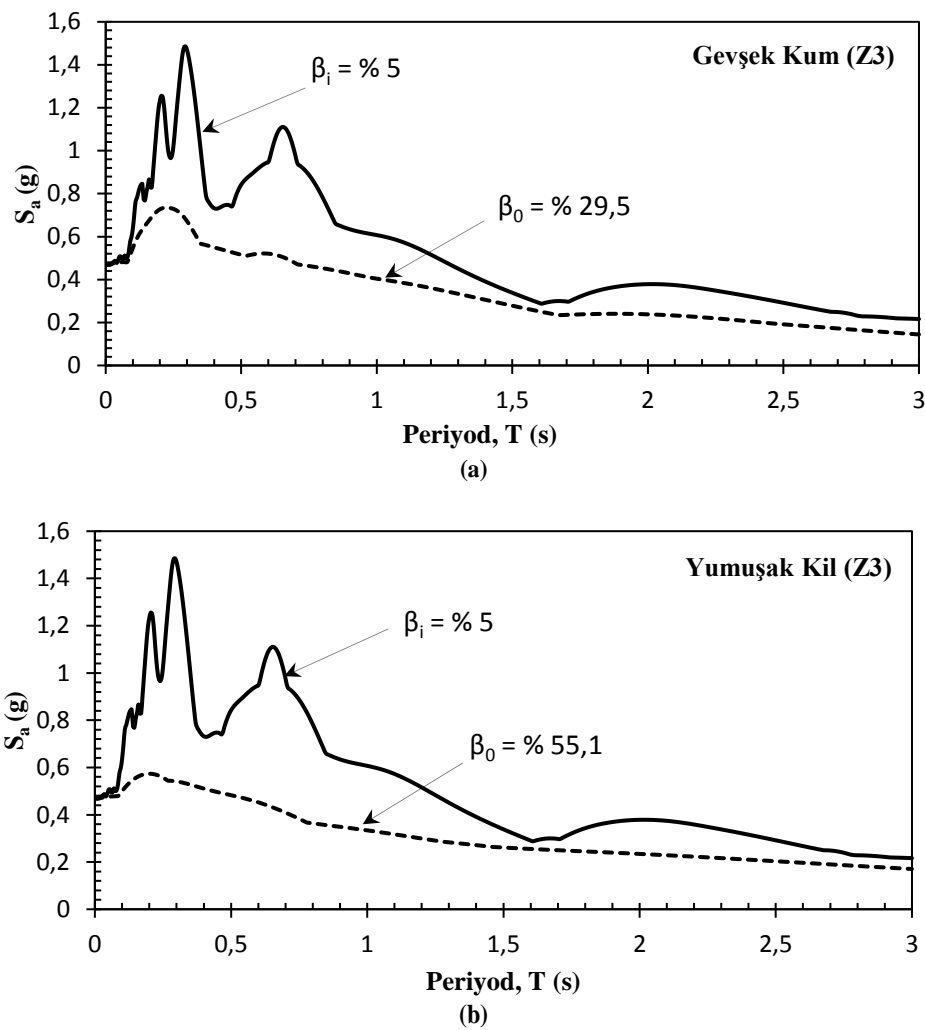 1,6
1,4
1,2
1
0,8
0,6
0,4
0,2
0
Sₐ (g)
Gevşek Kum (Z3)
βᵢ = % 5
β₀ = % 29,5
0 0,5 1 1,5 2 2,5 3
Periyod, T (s)
(a)
1,6
1,4
1,2
1
0,8
0,6
0,4
0,2
0
Sₐ (g)
Yumuşak Kil (Z3)
βᵢ = % 5
β₀ = % 55,1
0 0,5 1 1,5 2 2,5 3
Periyod, T (s)
(b)